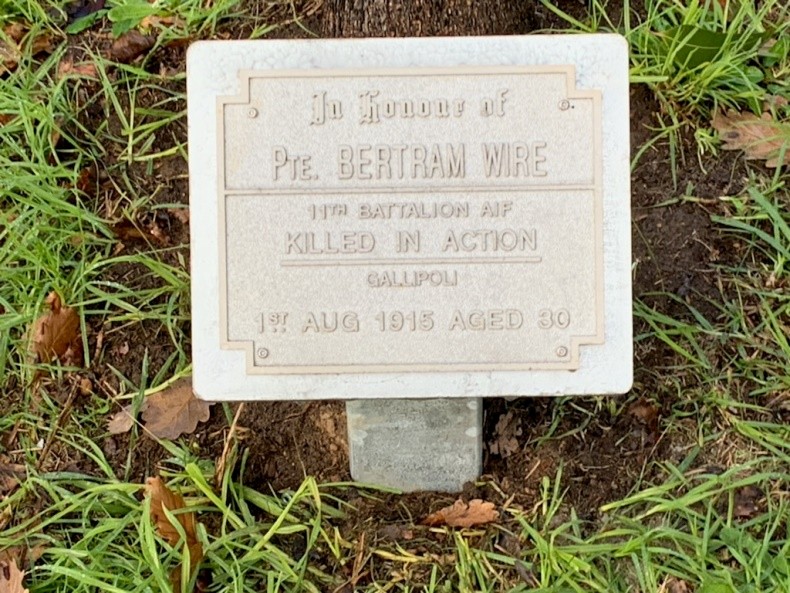 In Honour of
PTE. BERTRAM WIRE
11TH BATTALION AIF
KILLED IN ACTION
GALLIPOLI
1ST AUG 1915 AGED 30